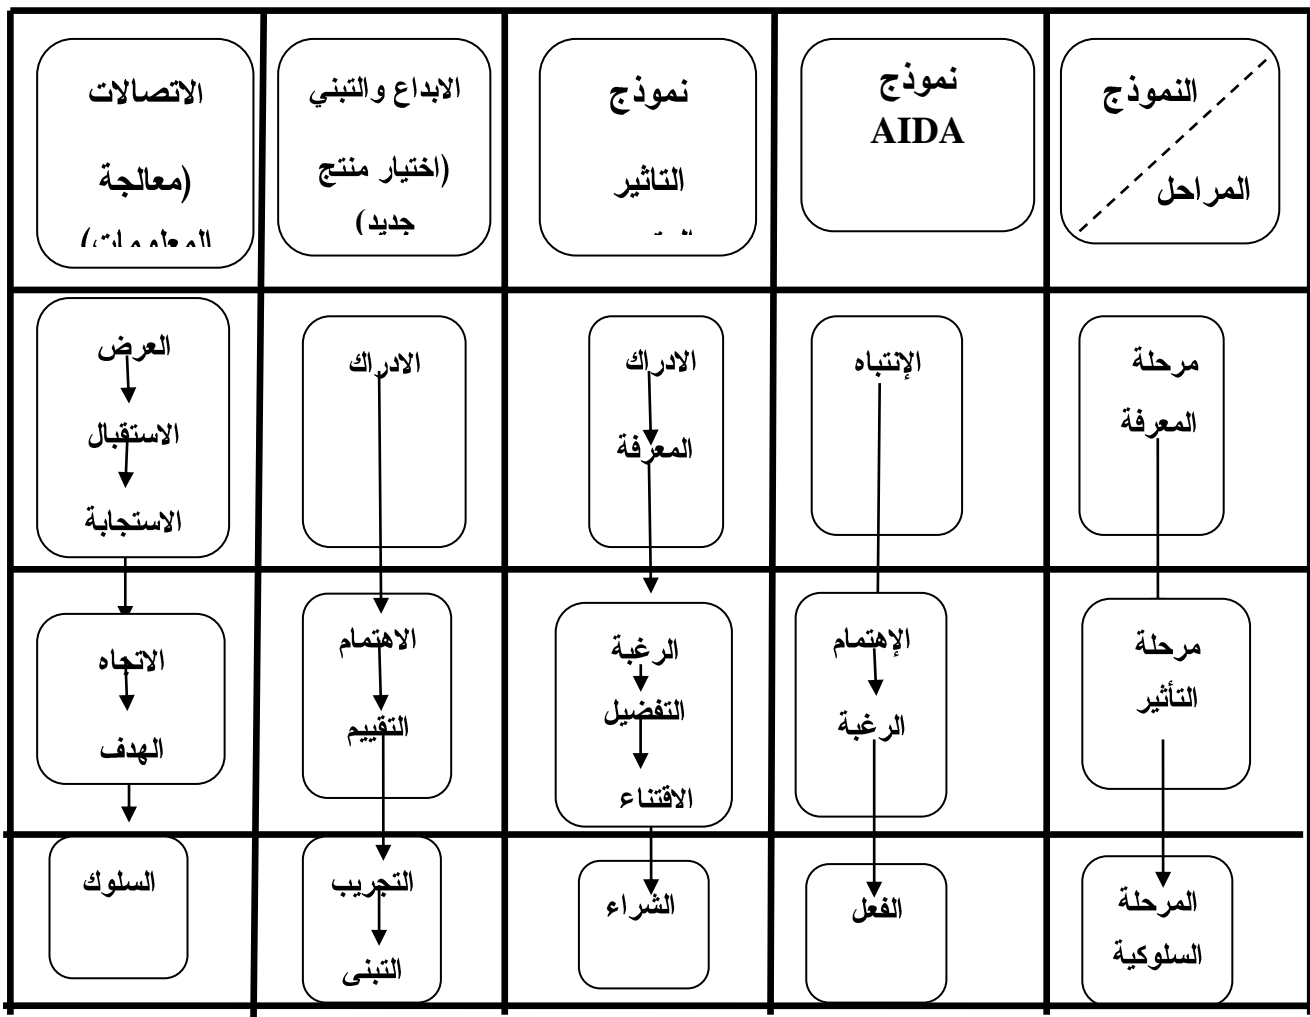 النموذج
المراحل
نموذج
AIDA
نموذج
التاثير
الابداع والتبني
(اختيار منتج
جديد)
الاتصالات
(معالجة
المعلومات)
مرحلة
المعرفة
الإنتباه
الادراك
المعرفة
الادراك
العرض
الاستقبال
الاستجابة
مرحلة
التأثير
الإهتمام
الرغبة
الرغبة
التفضيل
الاقتناء
الاهتمام
التقييم
الاتجاه
الهدف
المرحلة
السلوكية
الفعل
الشراء
التجريب
التبنى
السلوك